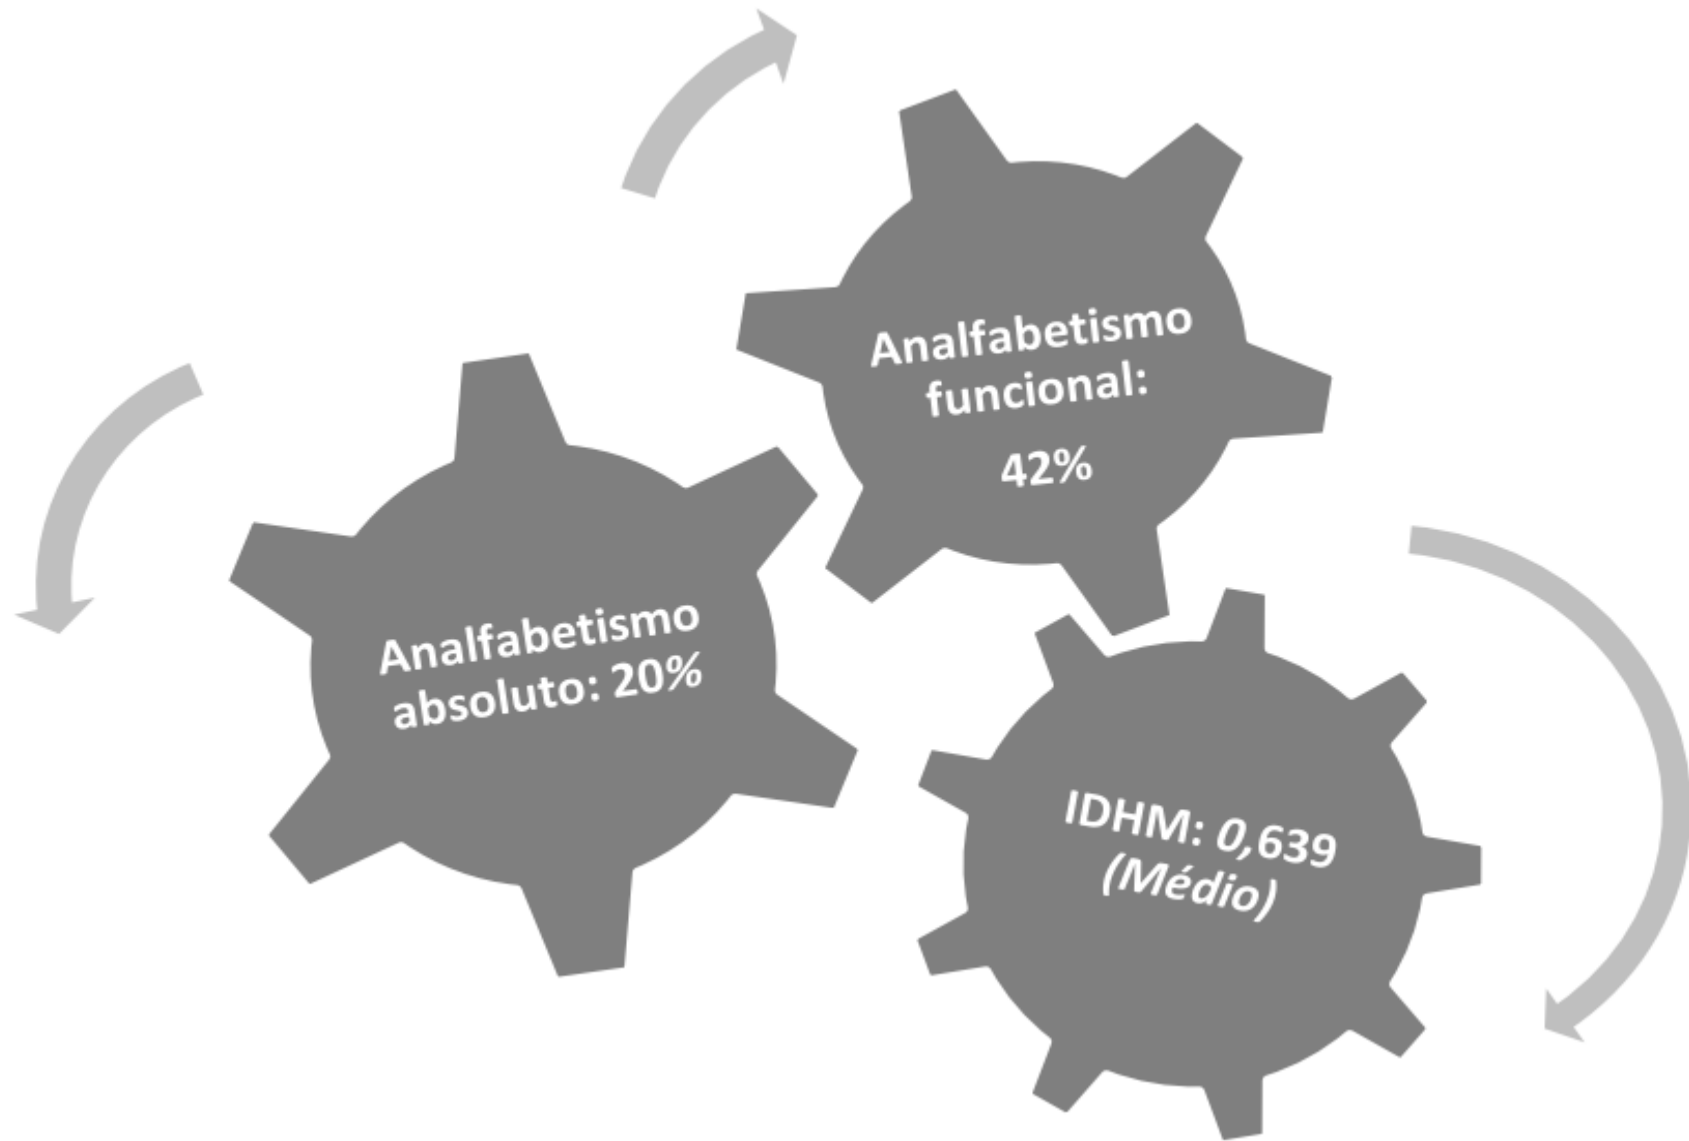 Analfabetismo
funcional:
42%
Analfabetismo
absoluto: 20%
IDHM: 0,639
(Médio)